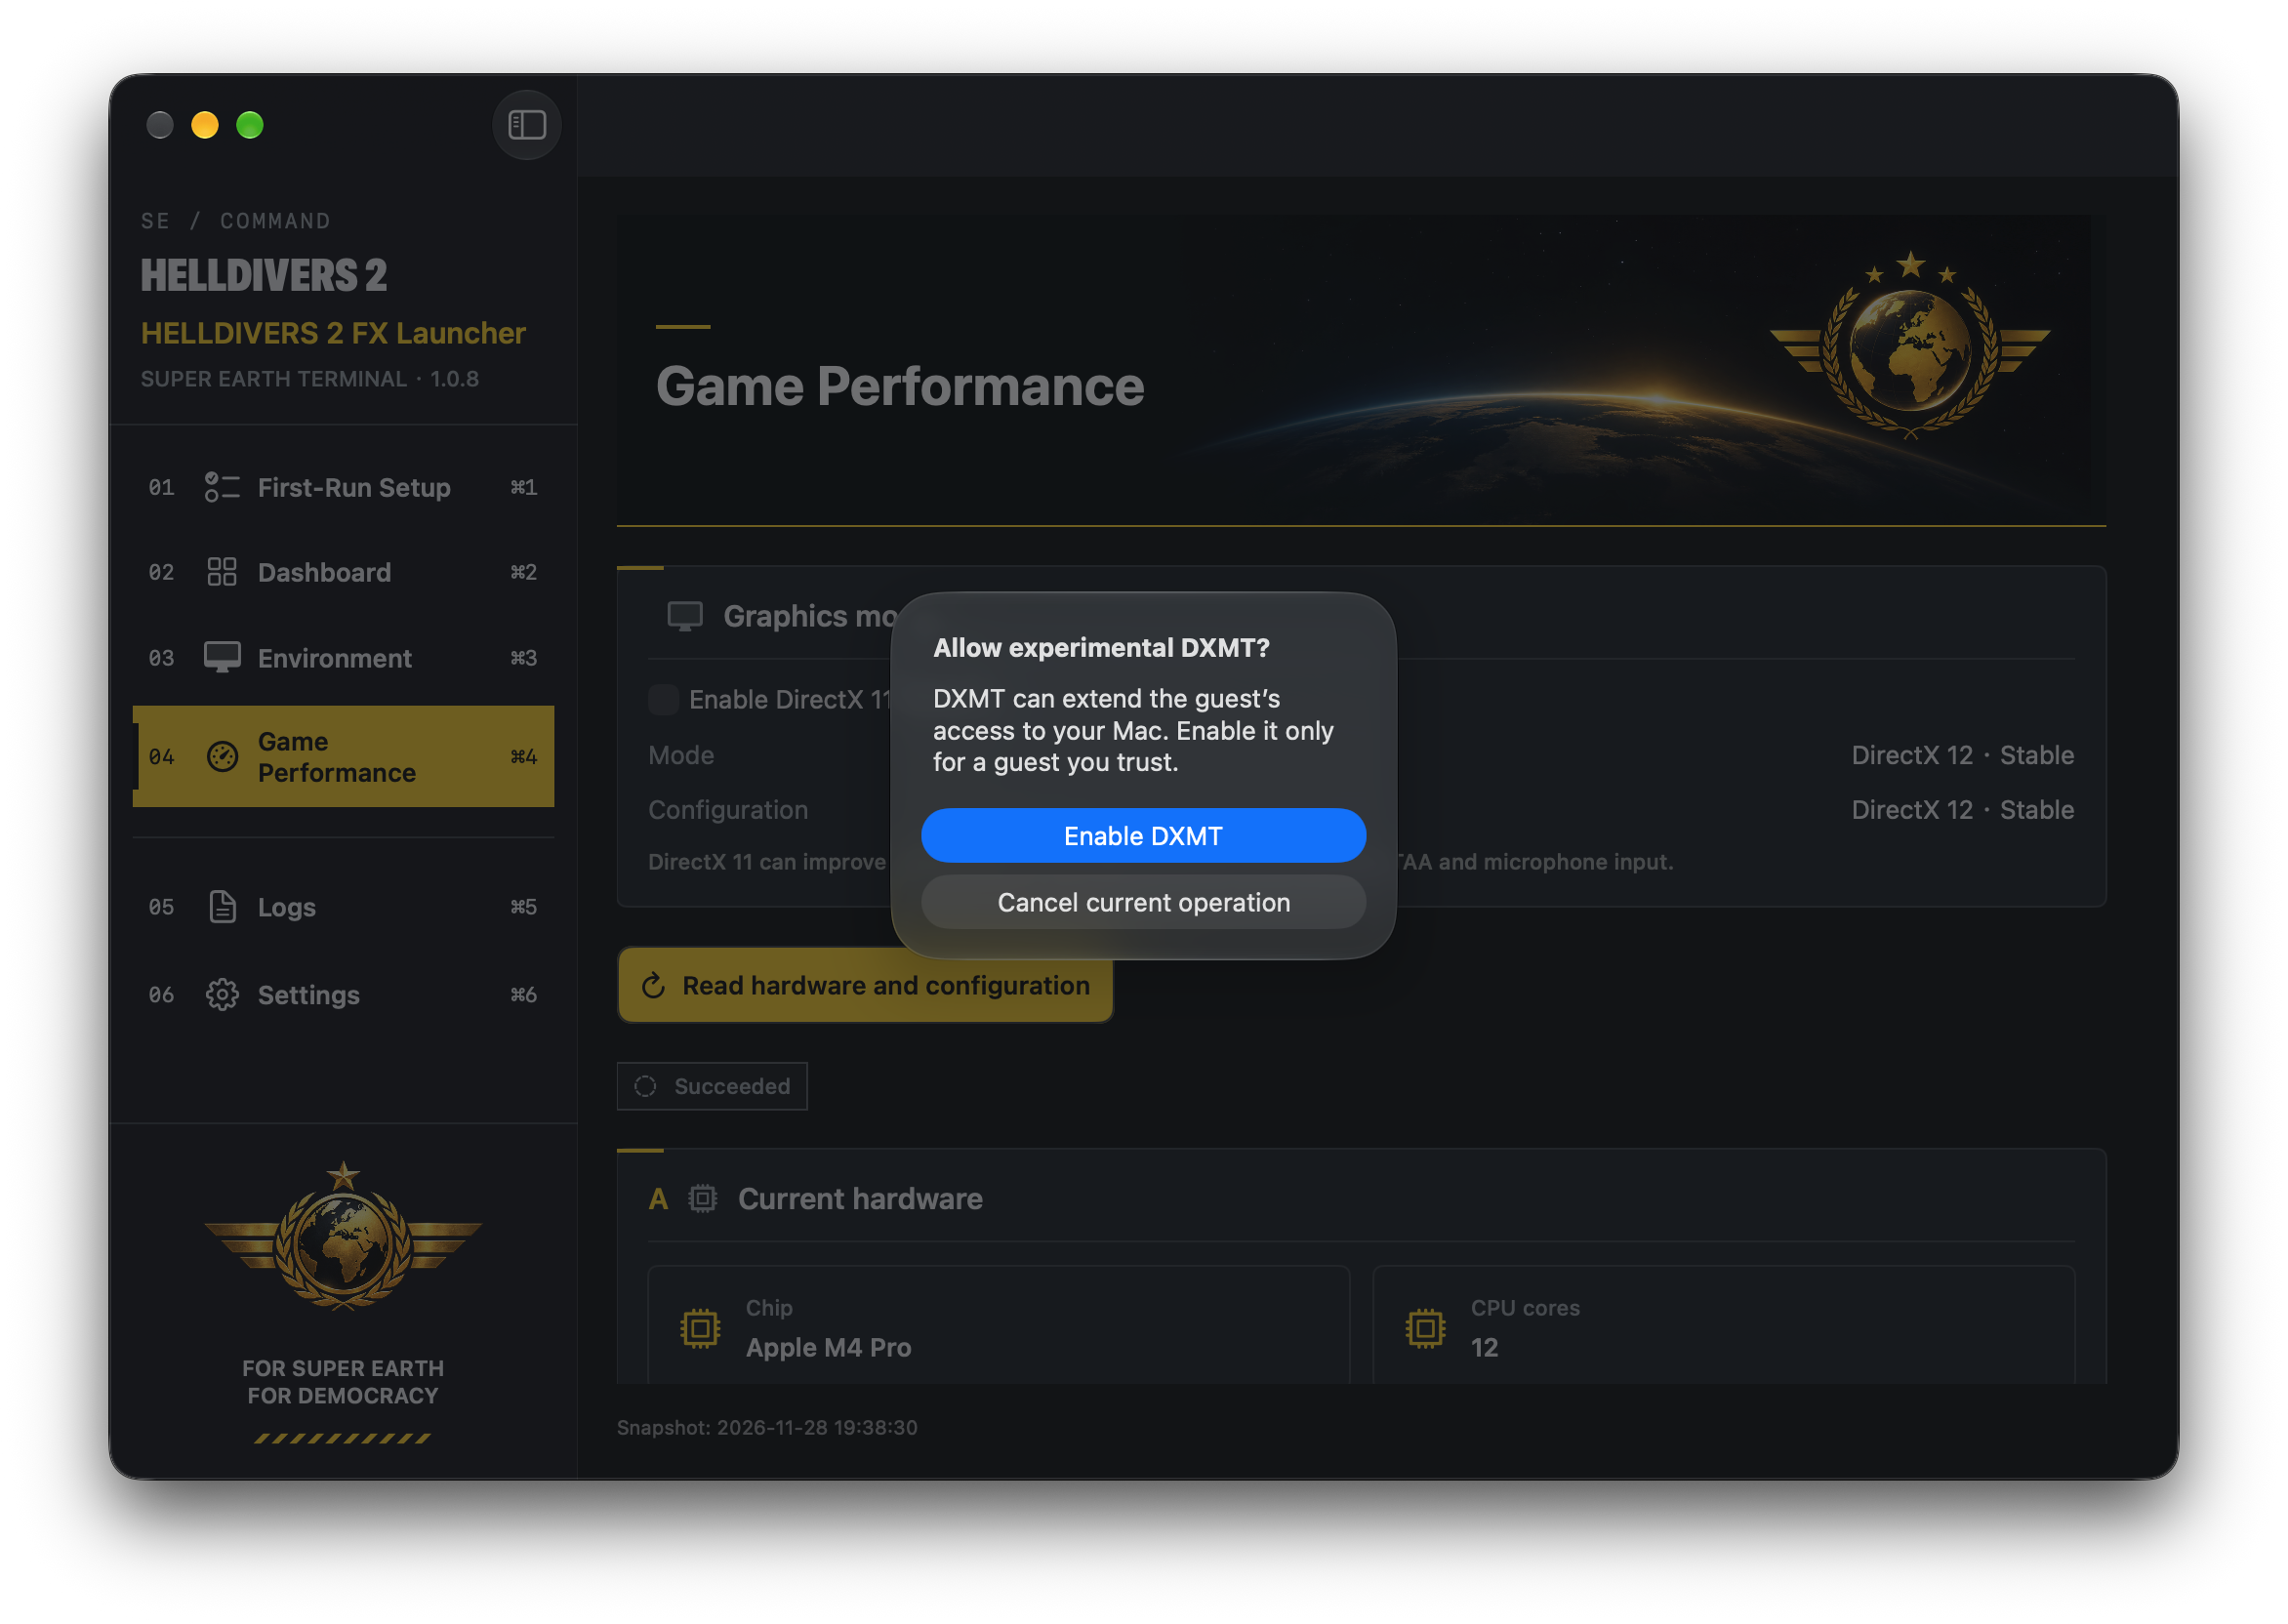 SE / COMMAND
HELLDIVERS 2
HELLDIVERS 2 FX Launcher
SUPER EARTH TERMINAL · 1.0.8
01 First-Run Setup ⌘1
02 Dashboard ⌘2
03 Environment ⌘3
04 Game Performance ⌘4
05 Logs ⌘5
06 Settings ⌘6
FOR SUPER EARTH
FOR DEMOCRACY
Game Performance
Graphics
Enable DirectX 11
Mode DirectX 12 · Stable
Configuration DirectX 12 · Stable
DirectX 11 can improve TAA and microphone input.
Allow experimental DXMT?
DXMT can extend the guest’s
access to your Mac. Enable it only
for a guest you trust.
Enable DXMT
Cancel current operation
Read hardware and configuration
Succeeded
A Current hardware
Chip
Apple M4 Pro
CPU cores
12
Snapshot: 2026-11-28 19:38:30